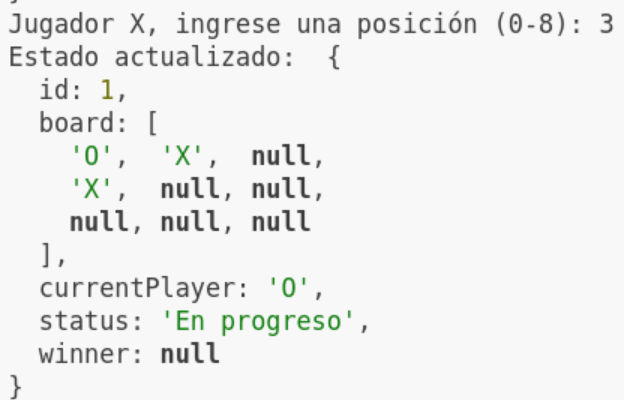 Jugador X, ingrese una posición (0-8): 3
Estado actualizado:  {
  id: 1,
  board: [
    'O',  'X',  null,
    'X',  null, null,
    null, null, null
  ],
  currentPlayer: 'O',
  status: 'En progreso',
  winner: null
}